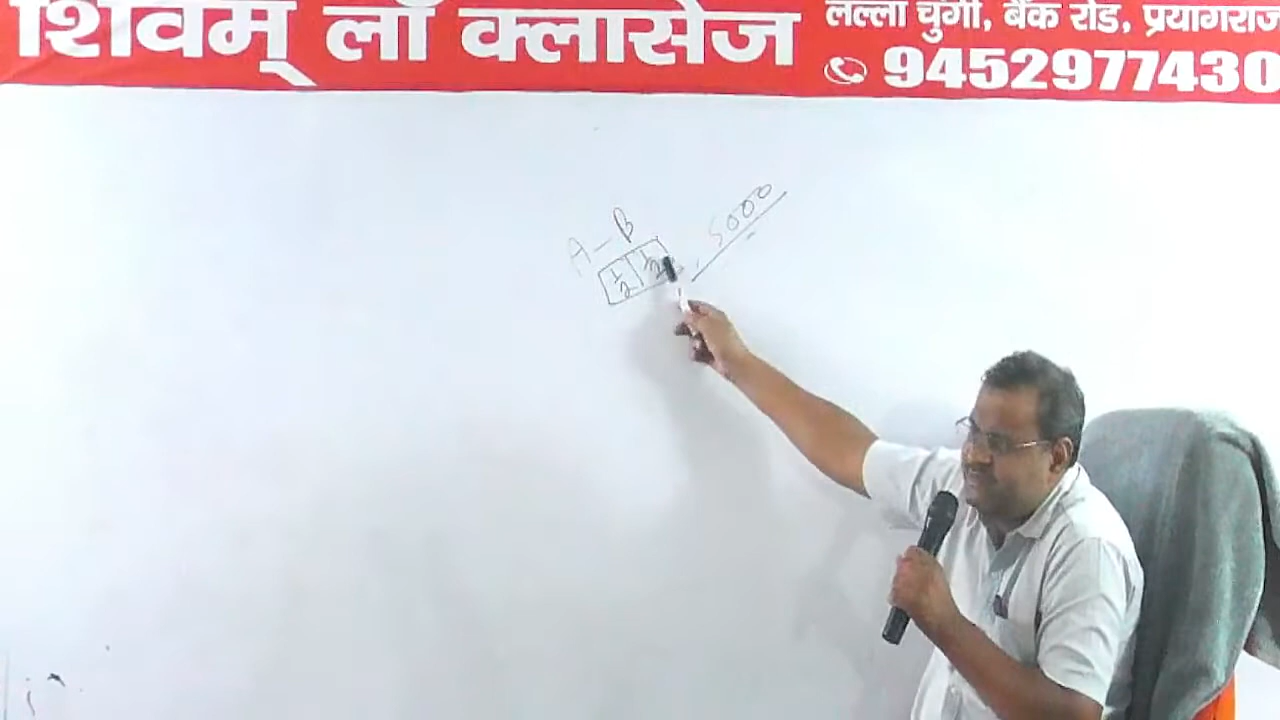 शिवम् लॉ क्लासेज
लल्ला चुंगी, बैंक रोड, प्रयागराज
9452977430
A - B
1/2 1/2
5000